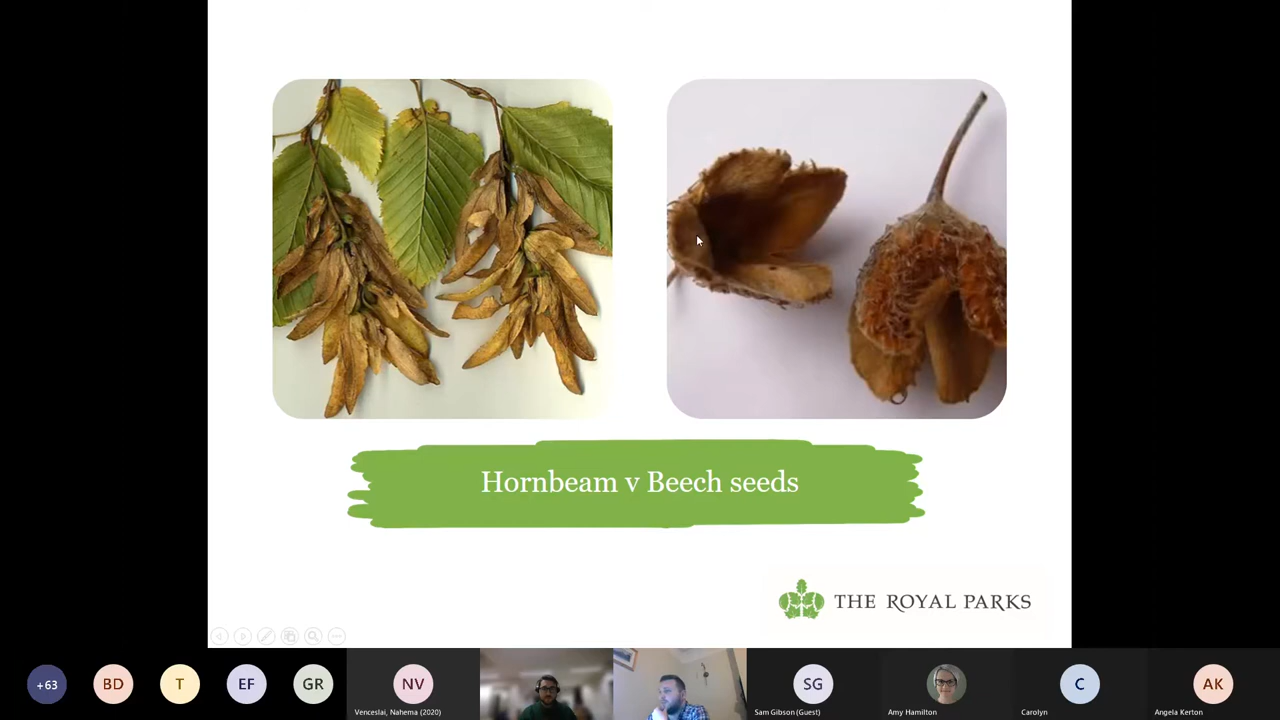 Hornbeam v Beech seeds
THE ROYAL PARKS
+63
BD
T
EF
GR
NV
SG
C
AK
Venceslai, Nahema (2020)
Sam Gibson (Guest)
Amy Hamilton
Carolyn
Angela Kerton